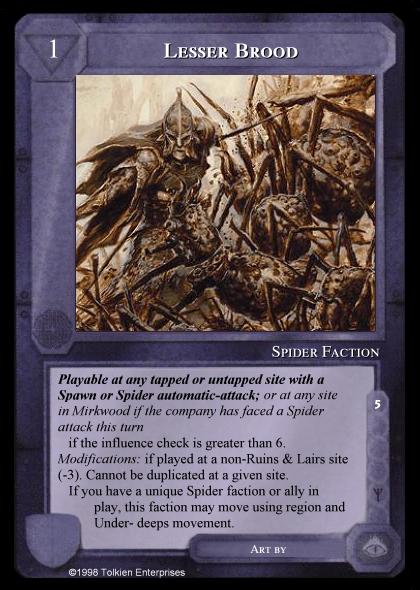 1
LESSER BROOD
SPIDER FACTION
Playable at any tapped or untapped site with a
Spawn or Spider automatic-attack; or at any site
in Mirkwood if the company has faced a Spider
attack this turn
if the influence check is greater than 6.
Modifications: if played at a non-Ruins & Lairs site
(-3). Cannot be duplicated at a given site.
If you have a unique Spider faction or ally in
play, this faction may move using region and
Under- deeps movement.
5
ART BY
©1998 Tolkien Enterprises